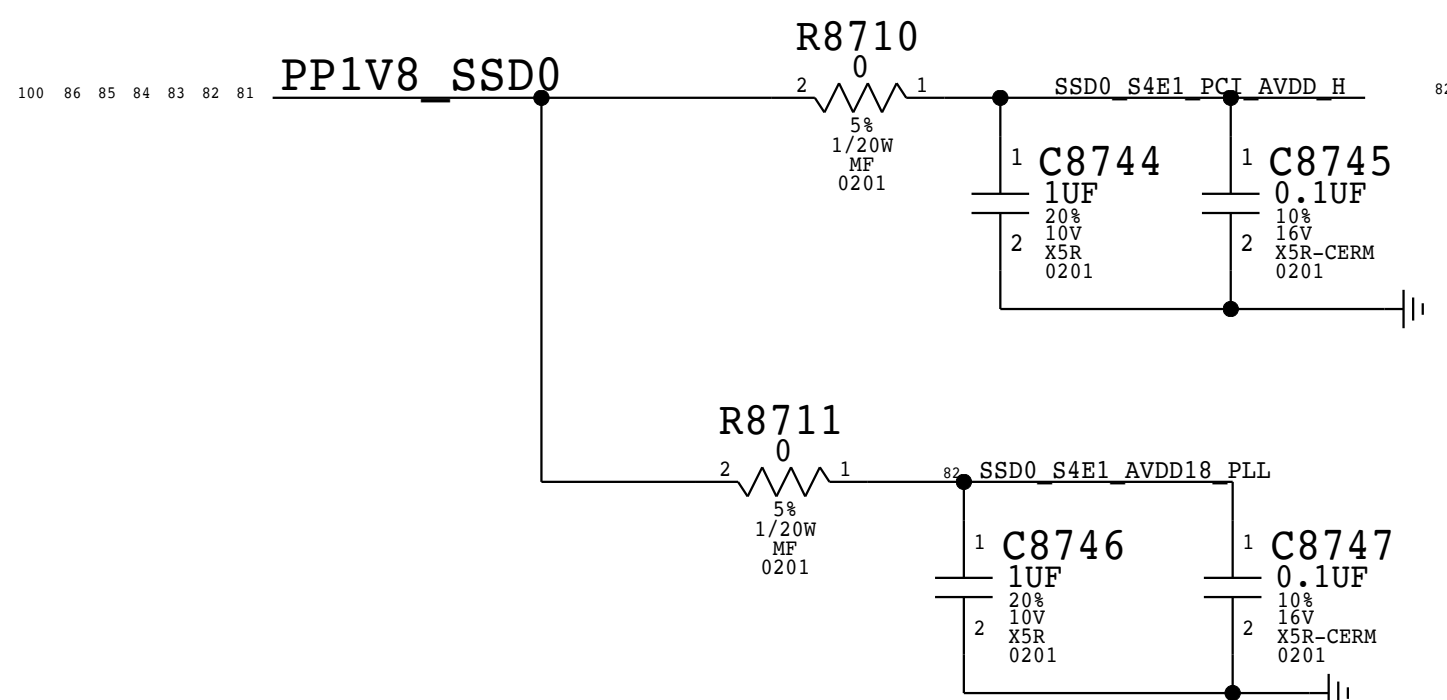 R8710
0
PP1V8_SSD0
100 86 85 84 83 82 81
2 1
SSD0_S4E1_PCI_AVDD_H
82
5%
1/20W
MF
0201
1 C8744
1UF
20%
10V
2 X5R
0201
1 C8745
0.1UF
10%
16V
2 X5R-CERM
0201
R8711
0
2 1
82 SSD0_S4E1_AVDD18_PLL
5%
1/20W
MF
0201
1 C8746
1UF
20%
10V
2 X5R
0201
1 C8747
0.1UF
10%
16V
2 X5R-CERM
0201